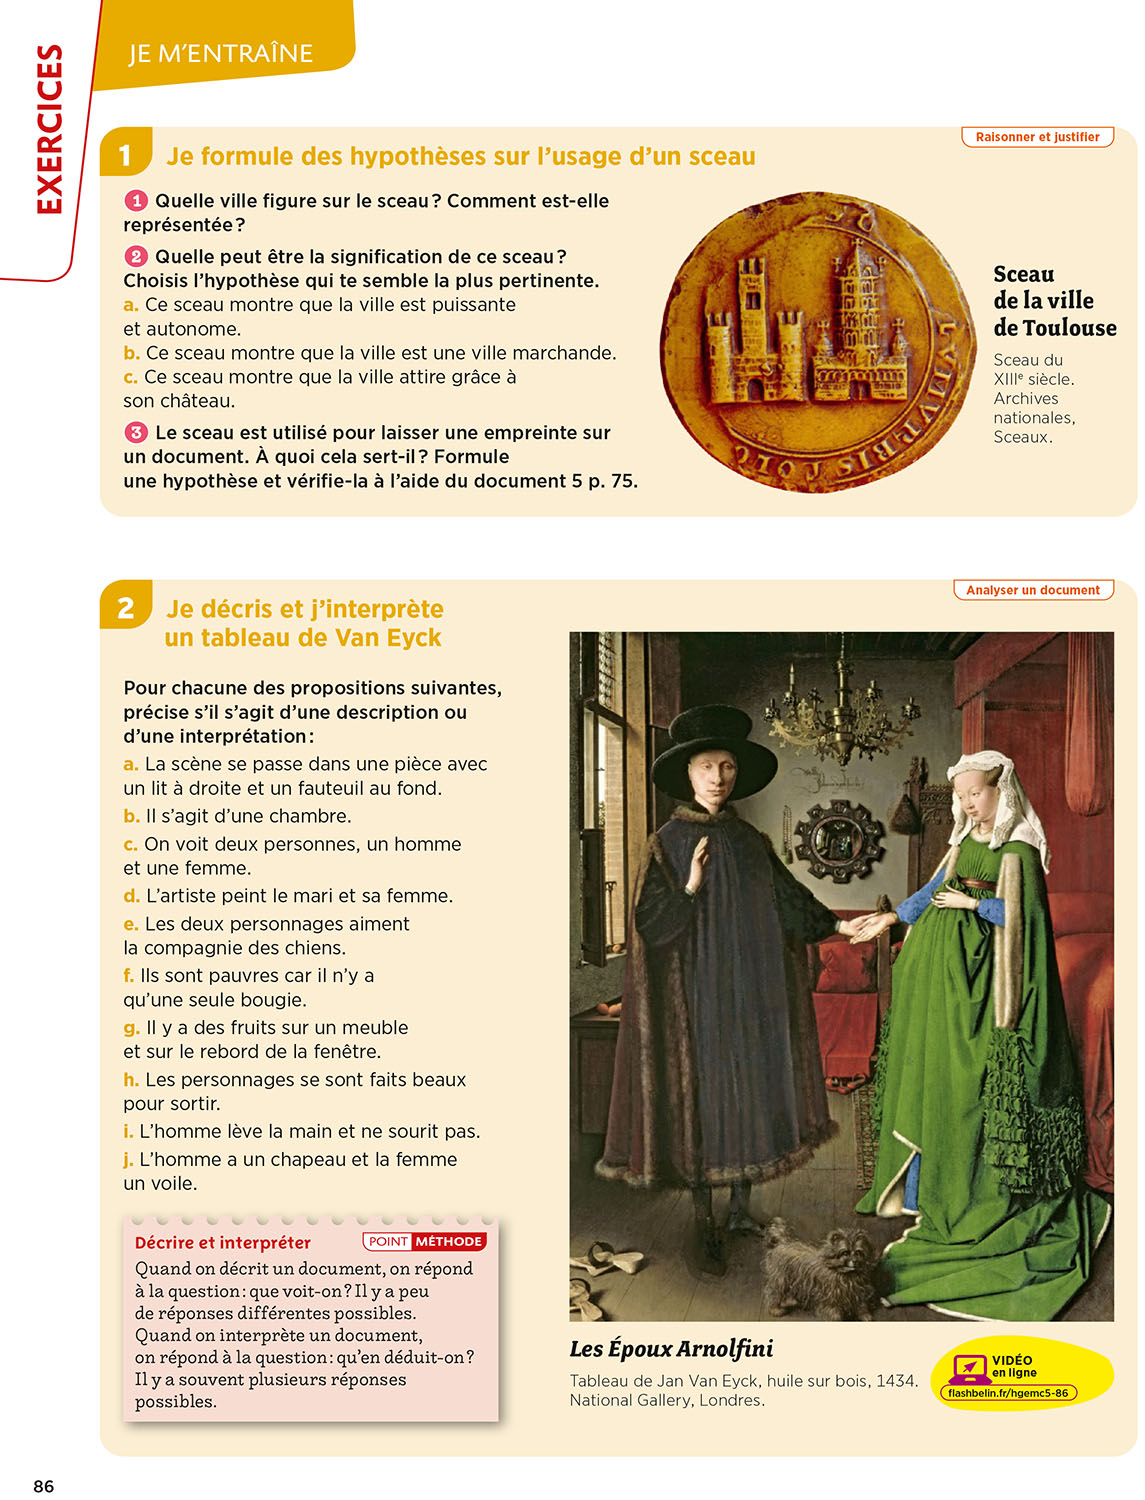 EXERCICES
JE M’ENTRAÎNE
1 Je formule des hypothèses sur l’usage d’un sceau
Raisonner et justifier
1 Quelle ville figure sur le sceau ? Comment est-elle
représentée ?
2 Quelle peut être la signification de ce sceau ?
Choisis l’hypothèse qui te semble la plus pertinente.
a. Ce sceau montre que la ville est puissante
et autonome.
b. Ce sceau montre que la ville est une ville marchande.
c. Ce sceau montre que la ville attire grâce à
son château.
3 Le sceau est utilisé pour laisser une empreinte sur
un document. À quoi cela sert-il ? Formule
une hypothèse et vérifie-la à l’aide du document 5 p. 75.
Sceau
de la ville
de Toulouse
Sceau du
XIIIe siècle.
Archives
nationales,
Sceaux.
2 Je décris et j’interprète
un tableau de Van Eyck
Analyser un document
Pour chacune des propositions suivantes,
précise s’il s’agit d’une description ou
d’une interprétation :
a. La scène se passe dans une pièce avec
un lit à droite et un fauteuil au fond.
b. Il s’agit d’une chambre.
c. On voit deux personnes, un homme
et une femme.
d. L’artiste peint le mari et sa femme.
e. Les deux personnages aiment
la compagnie des chiens.
f. Ils sont pauvres car il n’y a
qu’une seule bougie.
g. Il y a des fruits sur un meuble
et sur le rebord de la fenêtre.
h. Les personnages se sont faits beaux
pour sortir.
i. L’homme lève la main et ne sourit pas.
j. L’homme a un chapeau et la femme
un voile.
Décrire et interpréter POINT MÉTHODE
Quand on décrit un document, on répond
à la question : que voit-on ? Il y a peu
de réponses différentes possibles.
Quand on interprète un document,
on répond à la question : qu’en déduit-on ?
Il y a souvent plusieurs réponses
possibles.
Les Époux Arnolfini
Tableau de Jan Van Eyck, huile sur bois, 1434.
National Gallery, Londres.
VIDÉO
en ligne
flashbelin.fr/hgemc5-86
86